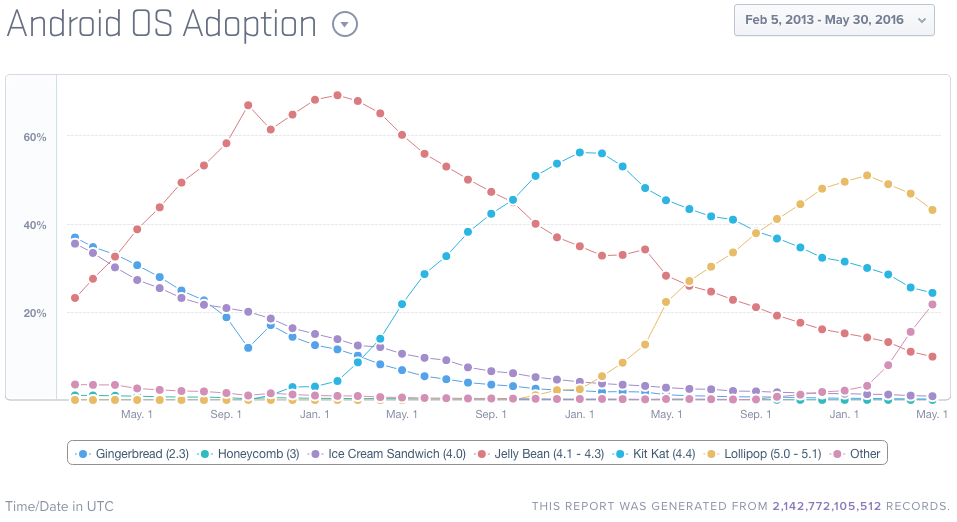 Android OS Adoption
Feb 5, 2013 - May 30, 2016
60%
40%
20%
May. 1 Sep. 1 Jan. 1 May. 1 Sep. 1 Jan. 1 May. 1 Sep. 1 Jan. 1 May. 1
Gingerbread (2.3) Honeycomb (3) Ice Cream Sandwich (4.0) Jelly Bean (4.1 - 4.3) Kit Kat (4.4) Lollipop (5.0 - 5.1) Other
Time/Date in UTC
THIS REPORT WAS GENERATED FROM 2,142,772,105,512 RECORDS.